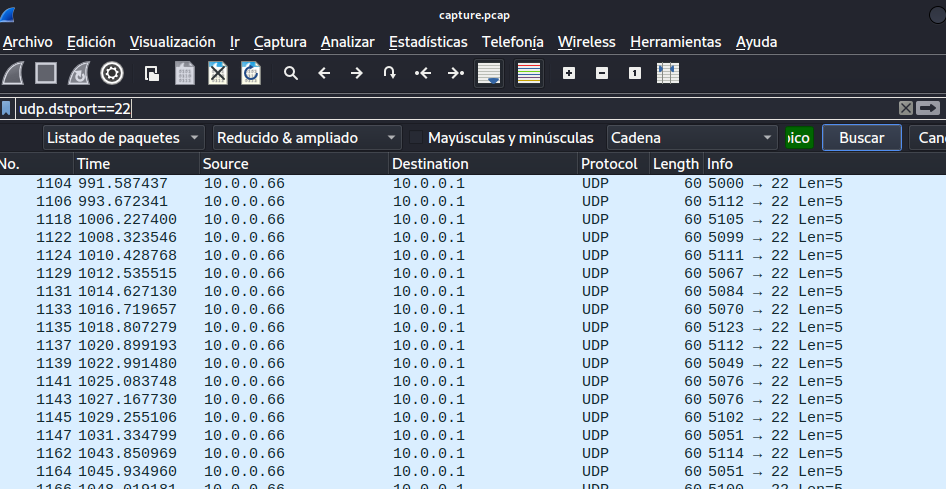 capture.pcap
Archivo Edición Visualización Ir Captura Analizar Estadísticas Telefonía Wireless Herramientas Ayuda
udp.dstport==22
Listado de paquetes Reducido & ampliado Mayúsculas y minúsculas Cadena Buscar
No. Time Source Destination Protocol Length Info
1104 991.587437 10.0.0.66 10.0.0.1 UDP 60 5000 → 22 Len=5
1106 993.672341 10.0.0.66 10.0.0.1 UDP 60 5112 → 22 Len=5
1118 1006.227400 10.0.0.66 10.0.0.1 UDP 60 5105 → 22 Len=5
1122 1008.323546 10.0.0.66 10.0.0.1 UDP 60 5099 → 22 Len=5
1124 1010.428768 10.0.0.66 10.0.0.1 UDP 60 5111 → 22 Len=5
1129 1012.535515 10.0.0.66 10.0.0.1 UDP 60 5067 → 22 Len=5
1131 1014.627130 10.0.0.66 10.0.0.1 UDP 60 5084 → 22 Len=5
1133 1016.719657 10.0.0.66 10.0.0.1 UDP 60 5070 → 22 Len=5
1135 1018.807279 10.0.0.66 10.0.0.1 UDP 60 5123 → 22 Len=5
1137 1020.899193 10.0.0.66 10.0.0.1 UDP 60 5112 → 22 Len=5
1139 1022.991480 10.0.0.66 10.0.0.1 UDP 60 5049 → 22 Len=5
1141 1025.083748 10.0.0.66 10.0.0.1 UDP 60 5076 → 22 Len=5
1143 1027.167730 10.0.0.66 10.0.0.1 UDP 60 5076 → 22 Len=5
1145 1029.255106 10.0.0.66 10.0.0.1 UDP 60 5102 → 22 Len=5
1147 1031.334799 10.0.0.66 10.0.0.1 UDP 60 5051 → 22 Len=5
1162 1043.850969 10.0.0.66 10.0.0.1 UDP 60 5114 → 22 Len=5
1164 1045.934960 10.0.0.66 10.0.0.1 UDP 60 5051 → 22 Len=5